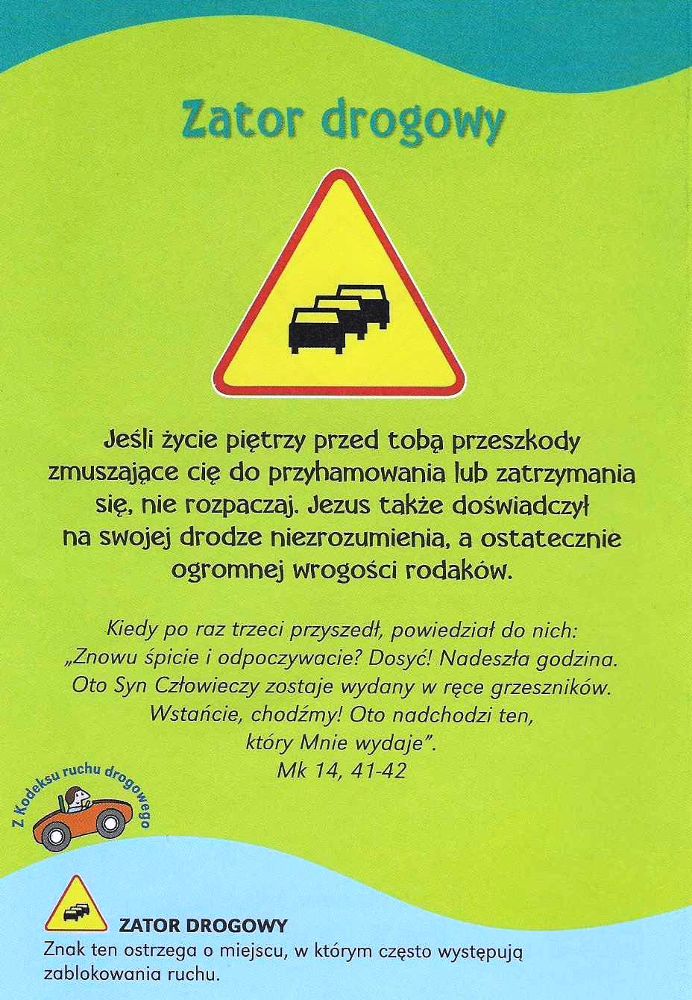 Zator drogowy
Jeśli życie piętrzy przed tobą przeszkody
zmuszające cię do przyhamowania lub zatrzymania
się, nie rozpaczaj. Jezus także doświadczył
na swojej drodze niezrozumienia, a ostatecznie
ogromnej wrogości rodaków.
Kiedy po raz trzeci przyszedł, powiedział do nich:
„Znowu śpicie i odpoczywacie? Dosyć! Nadeszła godzina.
Oto Syn Człowieczy zostaje wydany w ręce grzeszników.
Wstańcie, chodźmy! Oto nadchodzi ten,
który Mnie wydaje”.
Mk 14, 41-42
Z Kodeksu ruchu drogowego
ZATOR DROGOWY
Znak ten ostrzega o miejscu, w którym często występują
zablokowania ruchu.